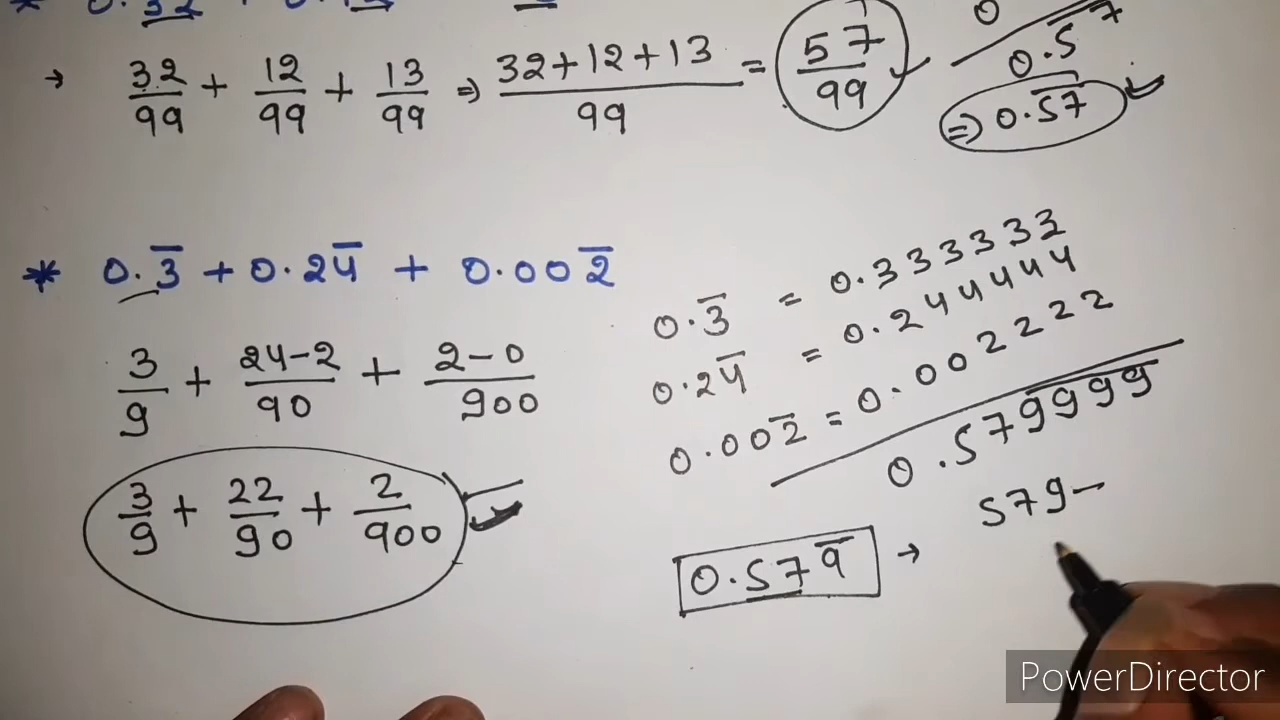 → 32/99 + 12/99 + 13/99 ⇒ (32+12+13)/99 = 57/99
0.5̅7̅
⇒ 0.5̅7̅
* 0.3̅ + 0.24̅ + 0.002̅
3/9 + (24-2)/90 + (2-0)/900
3/9 + 22/90 + 2/900
0.3̅ = 0.333333
0.24̅ = 0.2444444
0.002̅ = 0.002222
0.579999
579-
0.579̅ →
PowerDirector